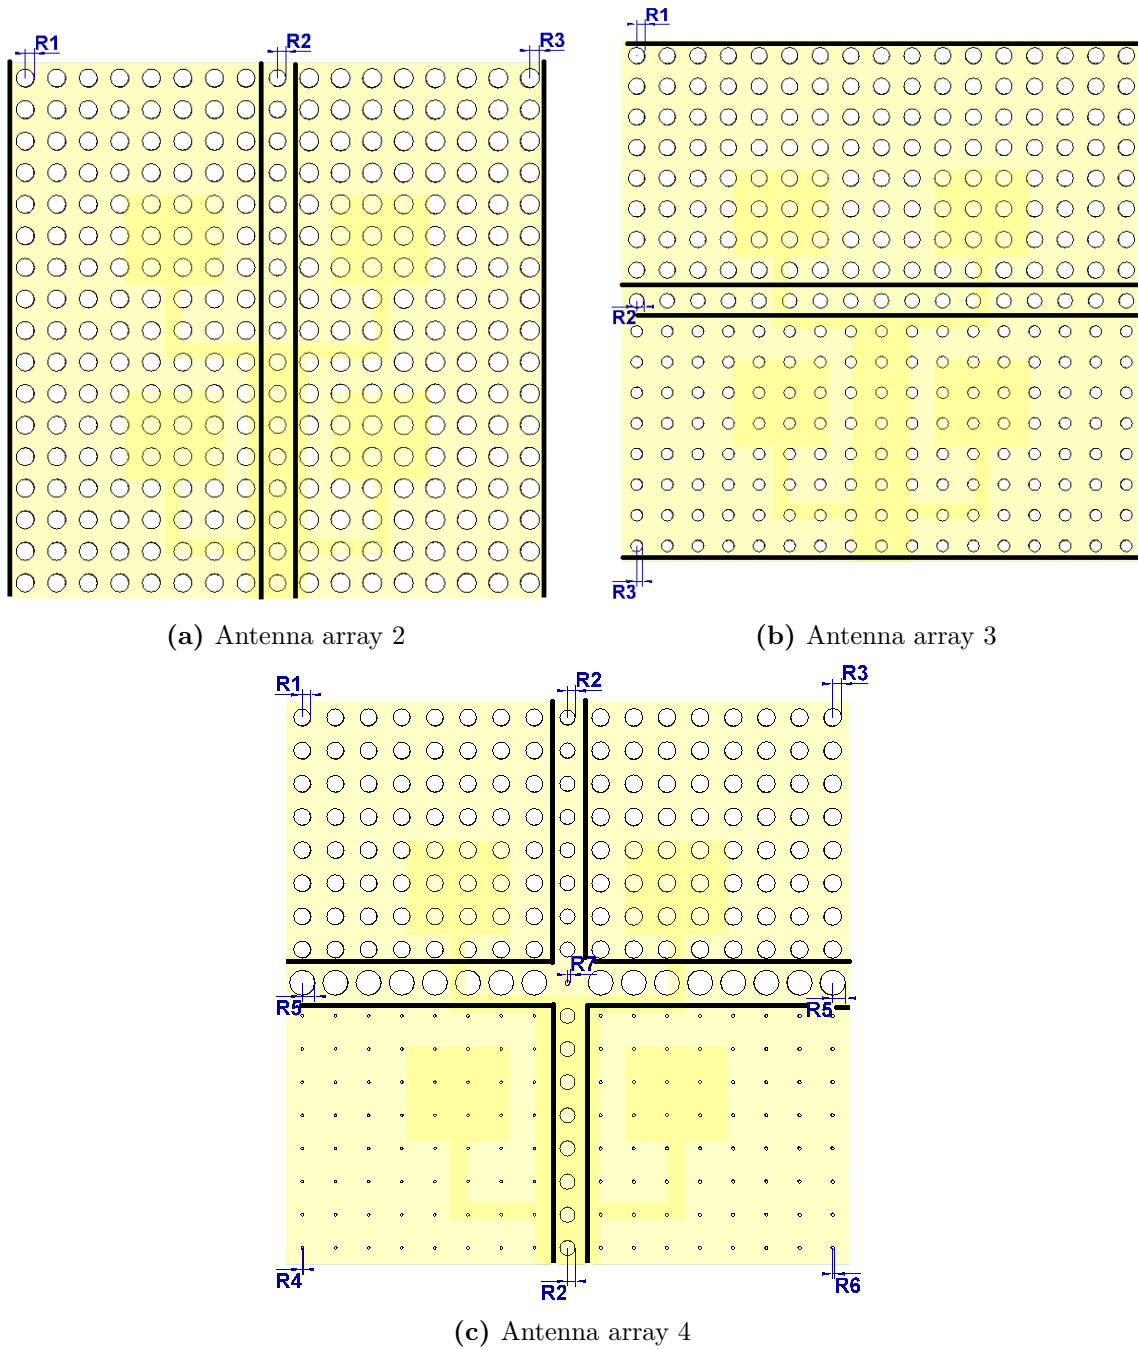 R1 R2 R3
R1
R2
R3
(a) Antenna array 2
(b) Antenna array 3
R1 R2 R3
R7
R5 R5
R4 R2 R6
(c) Antenna array 4